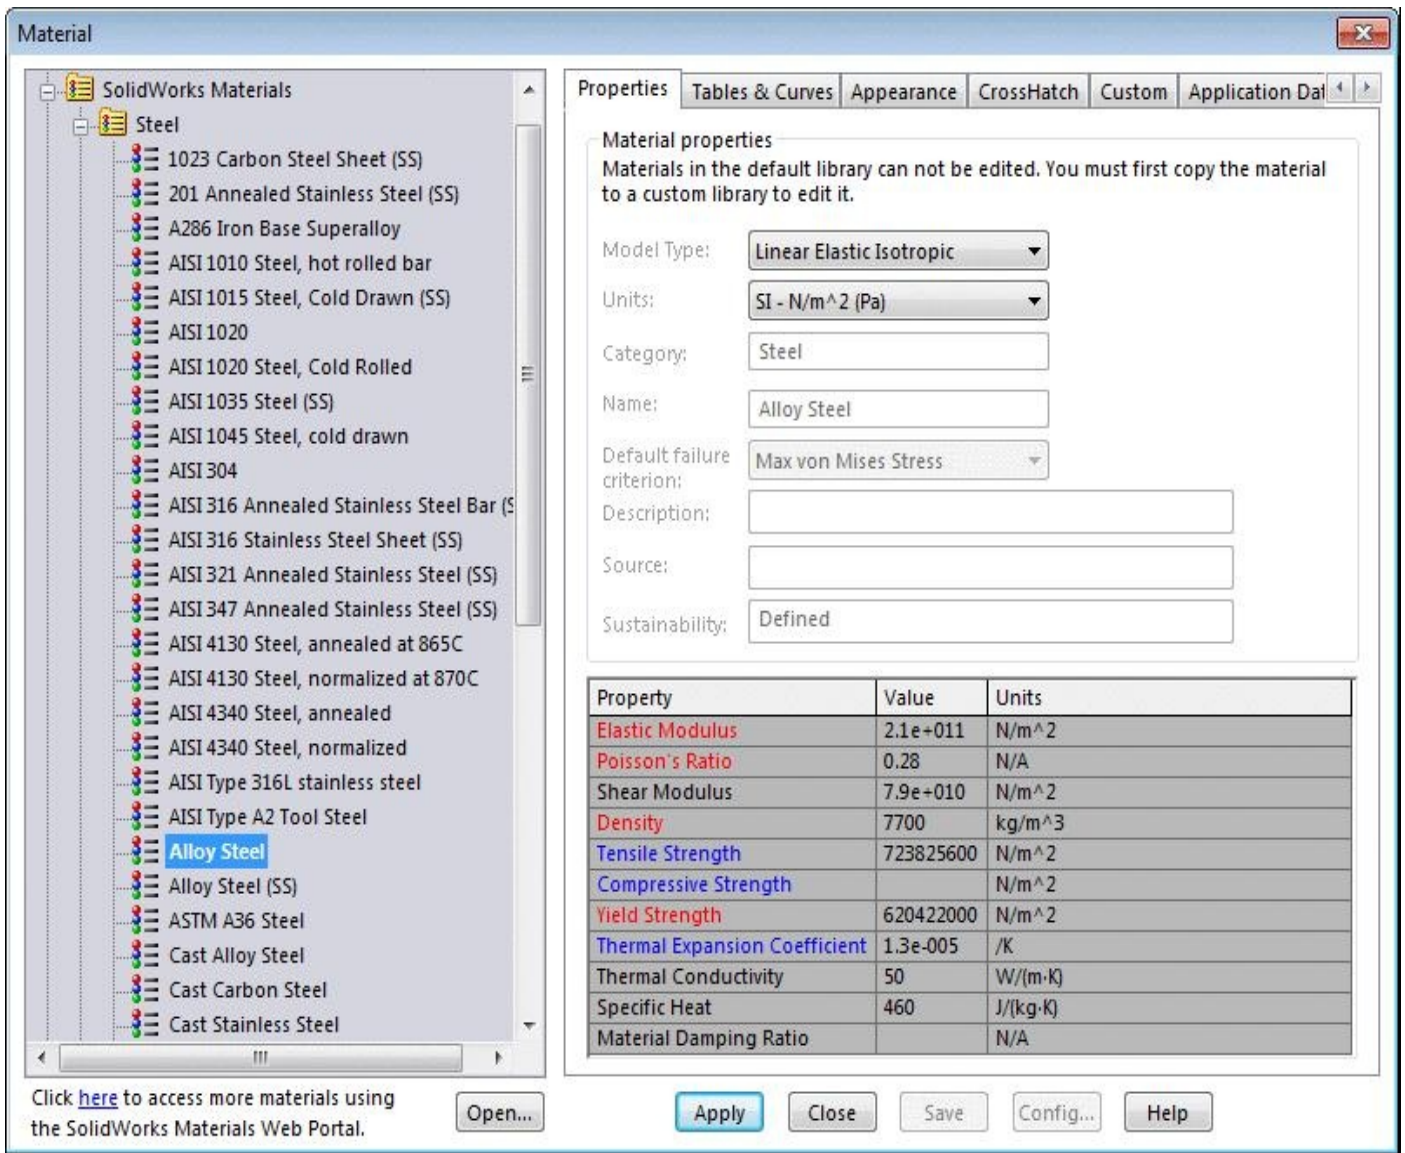 Material
SolidWorks Materials
Steel
1023 Carbon Steel Sheet (SS)
201 Annealed Stainless Steel (SS)
A286 Iron Base Superalloy
AISI 1010 Steel, hot rolled bar
AISI 1015 Steel, Cold Drawn (SS)
AISI 1020
AISI 1020 Steel, Cold Rolled
AISI 1035 Steel (SS)
AISI 1045 Steel, cold drawn
AISI 304
AISI 316 Annealed Stainless Steel Bar (S
AISI 316 Stainless Steel Sheet (SS)
AISI 321 Annealed Stainless Steel (SS)
AISI 347 Annealed Stainless Steel (SS)
AISI 4130 Steel, annealed at 865C
AISI 4130 Steel, normalized at 870C
AISI 4340 Steel, annealed
AISI 4340 Steel, normalized
AISI Type 316L stainless steel
AISI Type A2 Tool Steel
Alloy Steel
Alloy Steel (SS)
ASTM A36 Steel
Cast Alloy Steel
Cast Carbon Steel
Cast Stainless Steel
Click here to access more materials using
the SolidWorks Materials Web Portal.
Open...
Properties Tables & Curves Appearance CrossHatch Custom Application Dat
Material properties
Materials in the default library can not be edited. You must first copy the material
to a custom library to edit it.
Model Type: Linear Elastic Isotropic
Units: SI - N/m^2 (Pa)
Category: Steel
Name: Alloy Steel
Default failure
criterion: Max von Mises Stress
Description:
Source:
Sustainability: Defined
Property Value Units
Elastic Modulus 2.1e+011 N/m^2
Poisson's Ratio 0.28 N/A
Shear Modulus 7.9e+010 N/m^2
Density 7700 kg/m^3
Tensile Strength 723825600 N/m^2
Compressive Strength N/m^2
Yield Strength 620422000 N/m^2
Thermal Expansion Coefficient 1.3e-005 /K
Thermal Conductivity 50 W/(m·K)
Specific Heat 460 J/(kg·K)
Material Damping Ratio N/A
Apply Close Save Config... Help